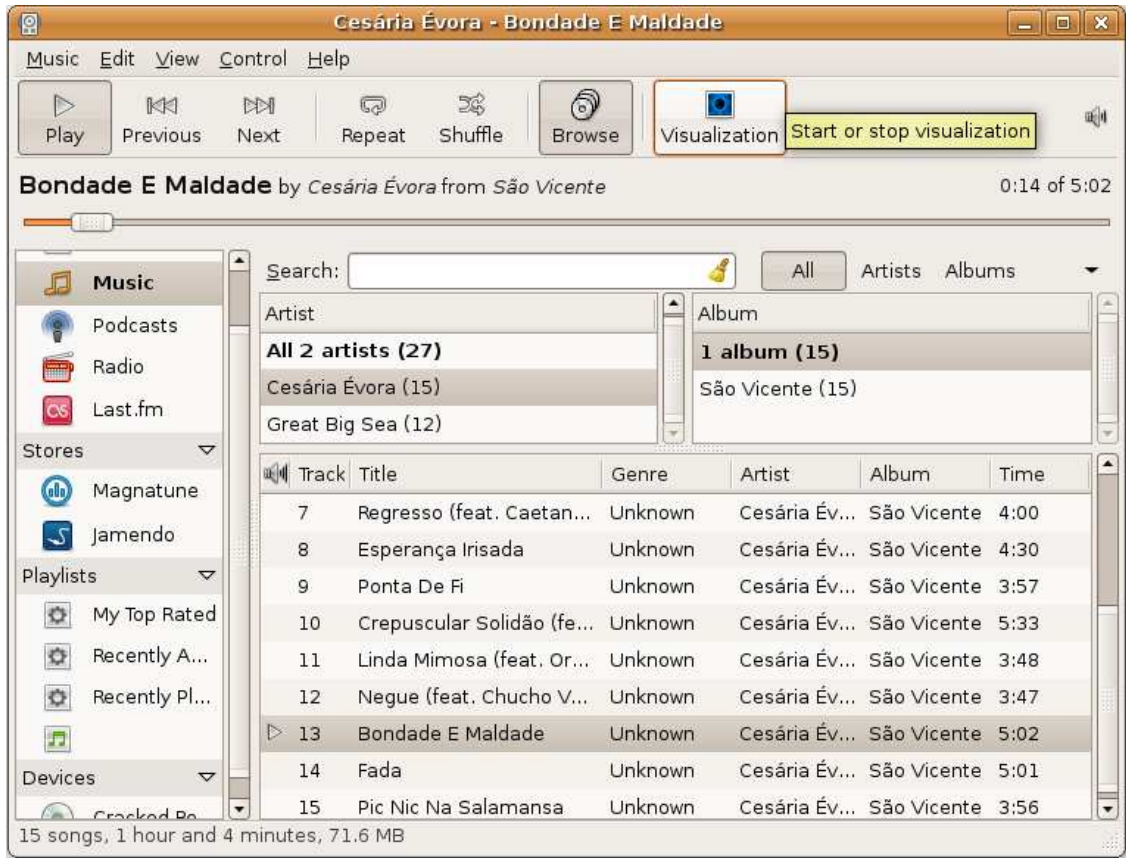 Cesária Évora - Bondade E Maldade
Music Edit View Control Help
Play Previous Next Repeat Shuffle Browse Visualization Start or stop visualization
Bondade E Maldade by Cesária Évora from São Vicente 0:14 of 5:02
Music
Podcasts
Radio
Last.fm
Stores
Magnatune
Jamendo
Playlists
My Top Rated
Recently A...
Recently Pl...
Devices
Search: All Artists Albums
Artist
All 2 artists (27)
Cesária Évora (15)
Great Big Sea (12)
Album
1 album (15)
São Vicente (15)
Track Title Genre Artist Album Time
7 Regresso (feat. Caetan... Unknown Cesária Év... São Vicente 4:00
8 Esperança Irisada Unknown Cesária Év... São Vicente 4:30
9 Ponta De Fi Unknown Cesária Év... São Vicente 3:57
10 Crepuscular Solidão (fe... Unknown Cesária Év... São Vicente 5:33
11 Linda Mimosa (feat. Or... Unknown Cesária Év... São Vicente 3:48
12 Negue (feat. Chucho V... Unknown Cesária Év... São Vicente 3:47
13 Bondade E Maldade Unknown Cesária Év... São Vicente 5:02
14 Fada Unknown Cesária Év... São Vicente 5:01
15 Pic Nic Na Salamansa Unknown Cesária Év... São Vicente 3:56
15 songs, 1 hour and 4 minutes, 71.6 MB